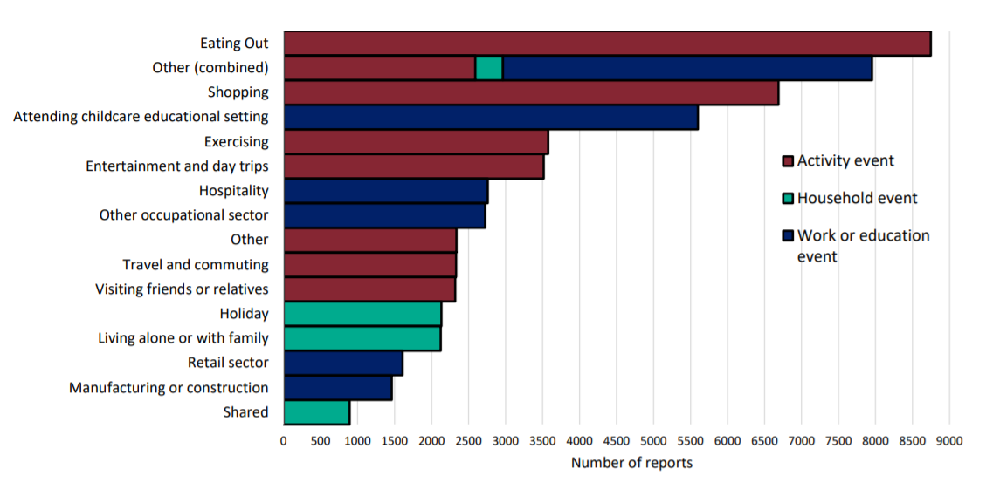 Eating Out
Other (combined)
Shopping
Attending childcare educational setting
Exercising
Entertainment and day trips
Hospitality
Other occupational sector
Other
Travel and commuting
Visiting friends or relatives
Holiday
Living alone or with family
Retail sector
Manufacturing or construction
Shared
Activity event
Household event
Work or education
event
0 500 1000 1500 2000 2500 3000 3500 4000 4500 5000 5500 6000 6500 7000 7500 8000 8500 9000
Number of reports